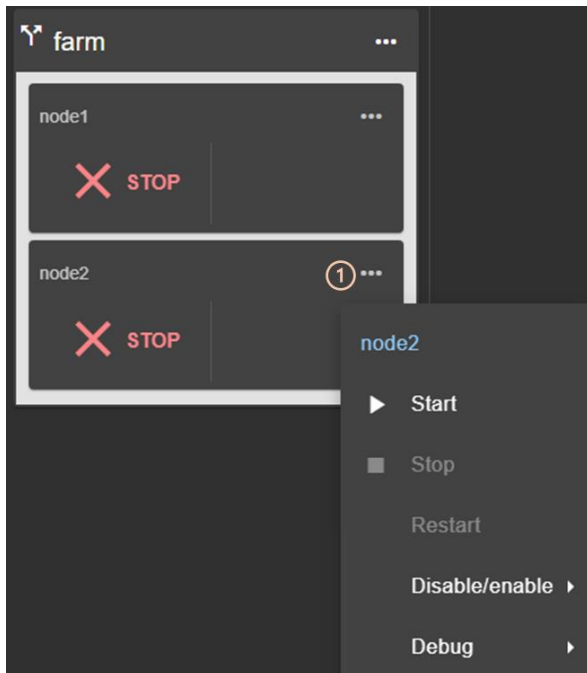 farm
node1
STOP
node2
1
STOP
node2
Start
Stop
Restart
Disable/enable
Debug